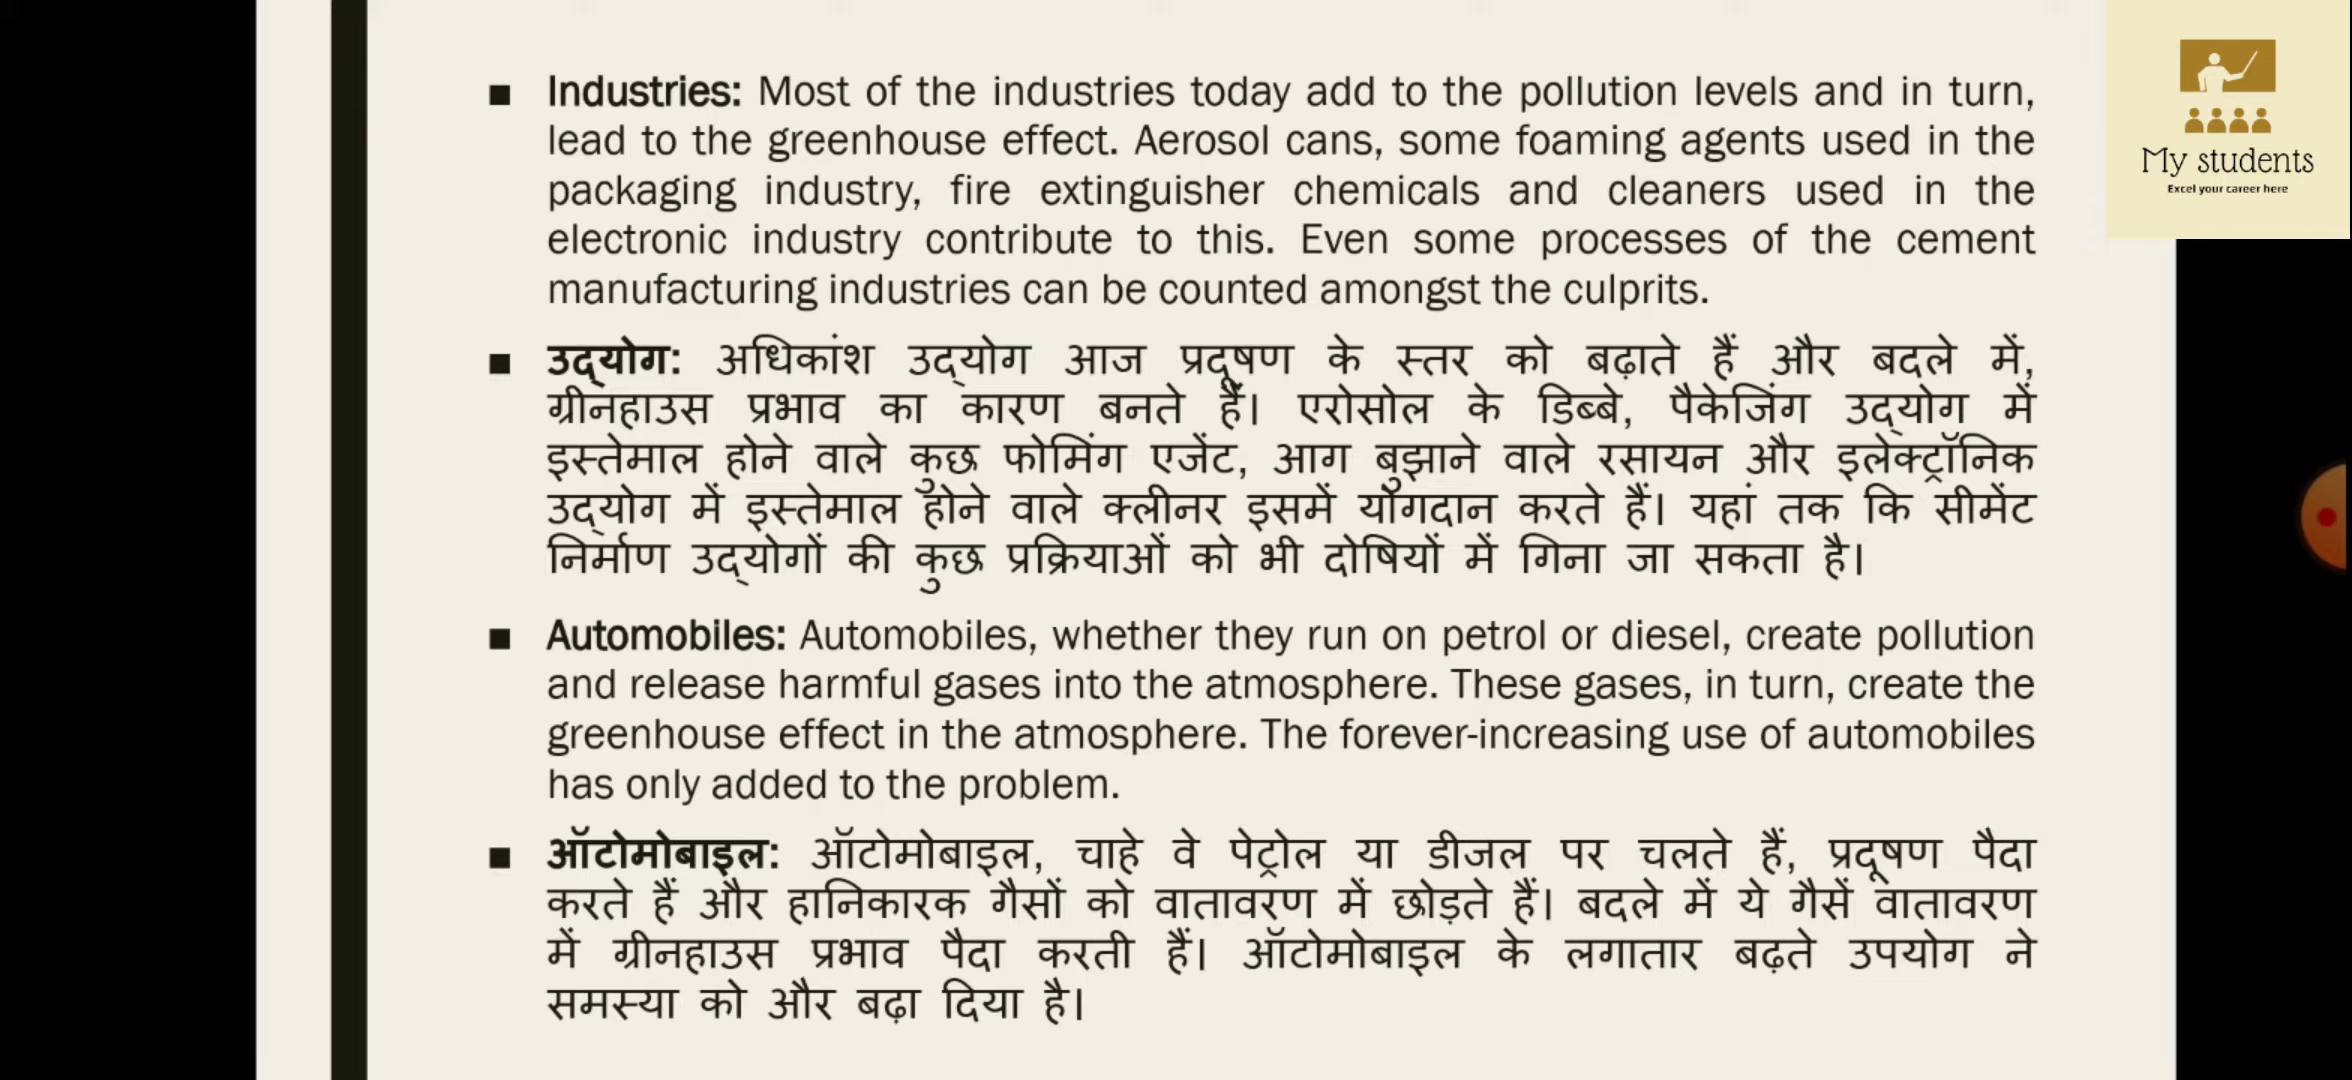 ■ Industries: Most of the industries today add to the pollution levels and in turn,
lead to the greenhouse effect. Aerosol cans, some foaming agents used in the
packaging industry, fire extinguisher chemicals and cleaners used in the
electronic industry contribute to this. Even some processes of the cement
manufacturing industries can be counted amongst the culprits.
■ उद्योग: अधिकांश उद्योग आज प्रदूषण के स्तर को बढ़ाते हैं और बदले में,
ग्रीनहाउस प्रभाव का कारण बनते हैं। एरोसोल के डिब्बे, पैकेजिंग उद्योग में
इस्तेमाल होने वाले कुछ फोमिंग एजेंट, आग बुझाने वाले रसायन और इलेक्ट्रॉनिक
उद्योग में इस्तेमाल होने वाले क्लीनर इसमें योगदान करते हैं। यहां तक कि सीमेंट
निर्माण उद्योगों की कुछ प्रक्रियाओं को भी दोषियों में गिना जा सकता है।
■ Automobiles: Automobiles, whether they run on petrol or diesel, create pollution
and release harmful gases into the atmosphere. These gases, in turn, create the
greenhouse effect in the atmosphere. The forever-increasing use of automobiles
has only added to the problem.
■ ऑटोमोबाइल: ऑटोमोबाइल, चाहे वे पेट्रोल या डीजल पर चलते हैं, प्रदूषण पैदा
करते हैं और हानिकारक गैसों को वातावरण में छोड़ते हैं। बदले में ये गैसें वातावरण
में ग्रीनहाउस प्रभाव पैदा करती हैं। ऑटोमोबाइल के लगातार बढ़ते उपयोग ने
समस्या को और बढ़ा दिया है।
My students
Excel your career here